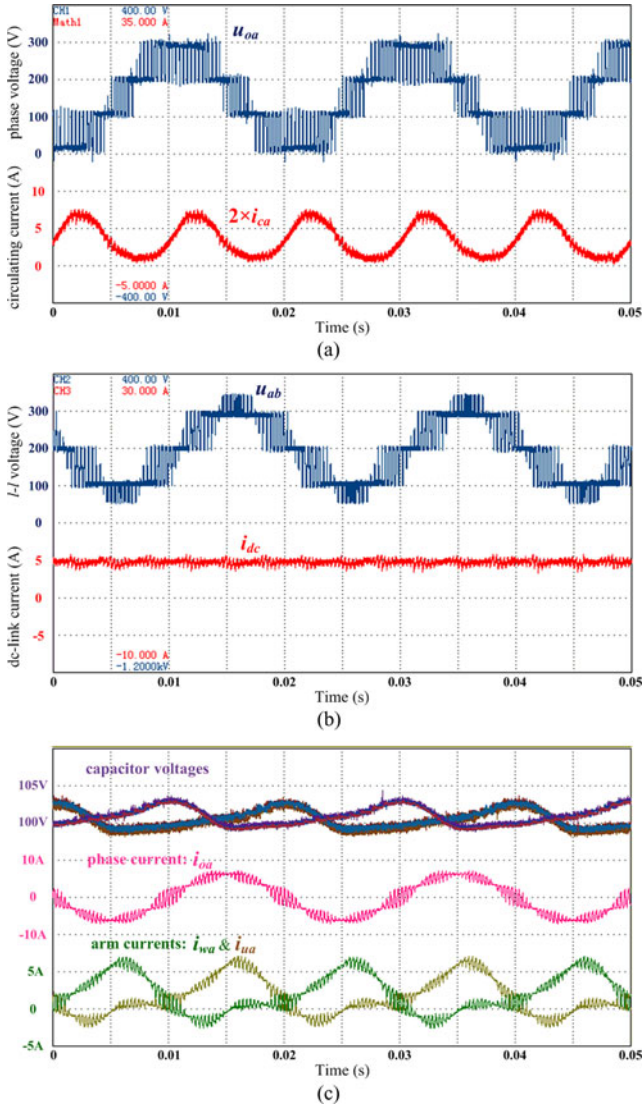 CH1 400.00 V
Math1 35.000 A
u_oa
phase voltage (V)
300
200
100
0
circulating current (A)
10
5
0
2×i_ca
-5.0000 A
-400.00 V
0 0.01 0.02 0.03 0.04 0.05
Time (s)
(a)
CH2 400.00 V
CH3 30.000 A
u_ab
l-l voltage (V)
300
200
100
0
dc-link current (A)
5
0
-5
i_dc
-10.000 A
-1.2000kV
0 0.01 0.02 0.03 0.04 0.05
Time (s)
(b)
capacitor voltages
105V
100V
phase current: i_oa
10A
0
-10A
arm currents: i_wa & i_ua
5A
0
-5A
0 0.01 0.02 0.03 0.04 0.05
Time (s)
(c)